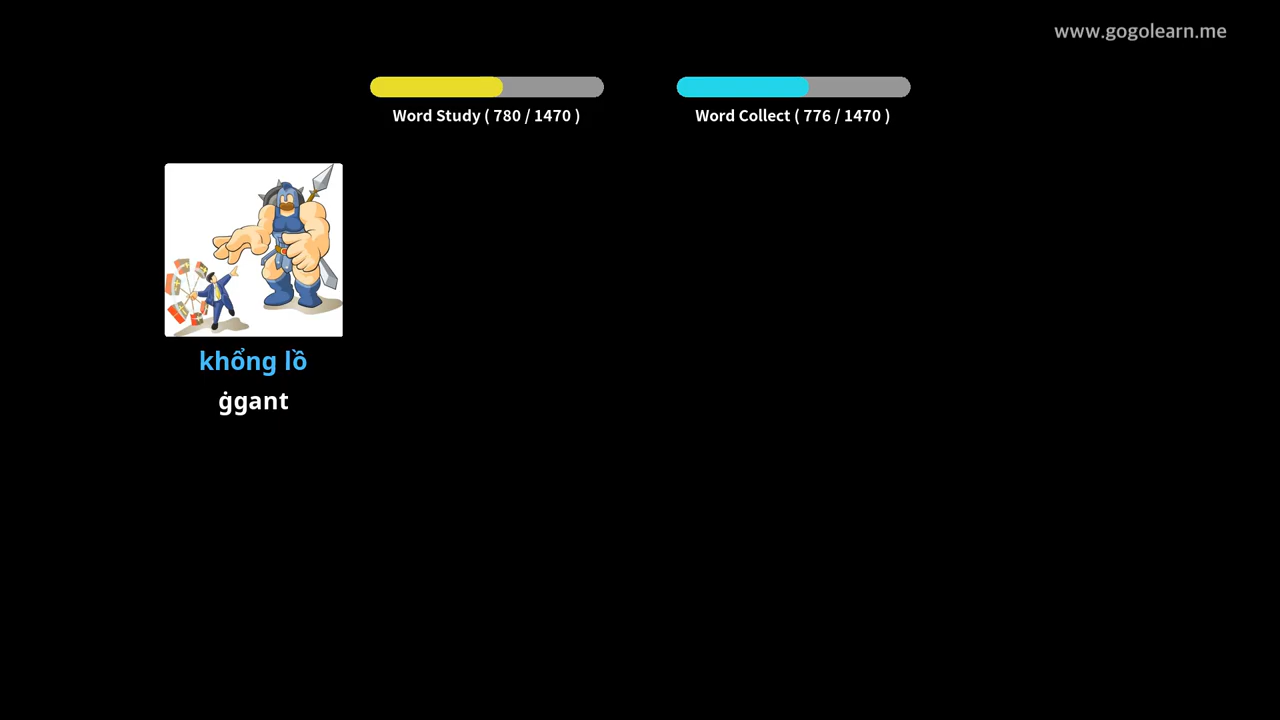 www.gogolearn.me
Word Study ( 780 / 1470 )
Word Collect ( 776 / 1470 )
khổng lồ
ġgant